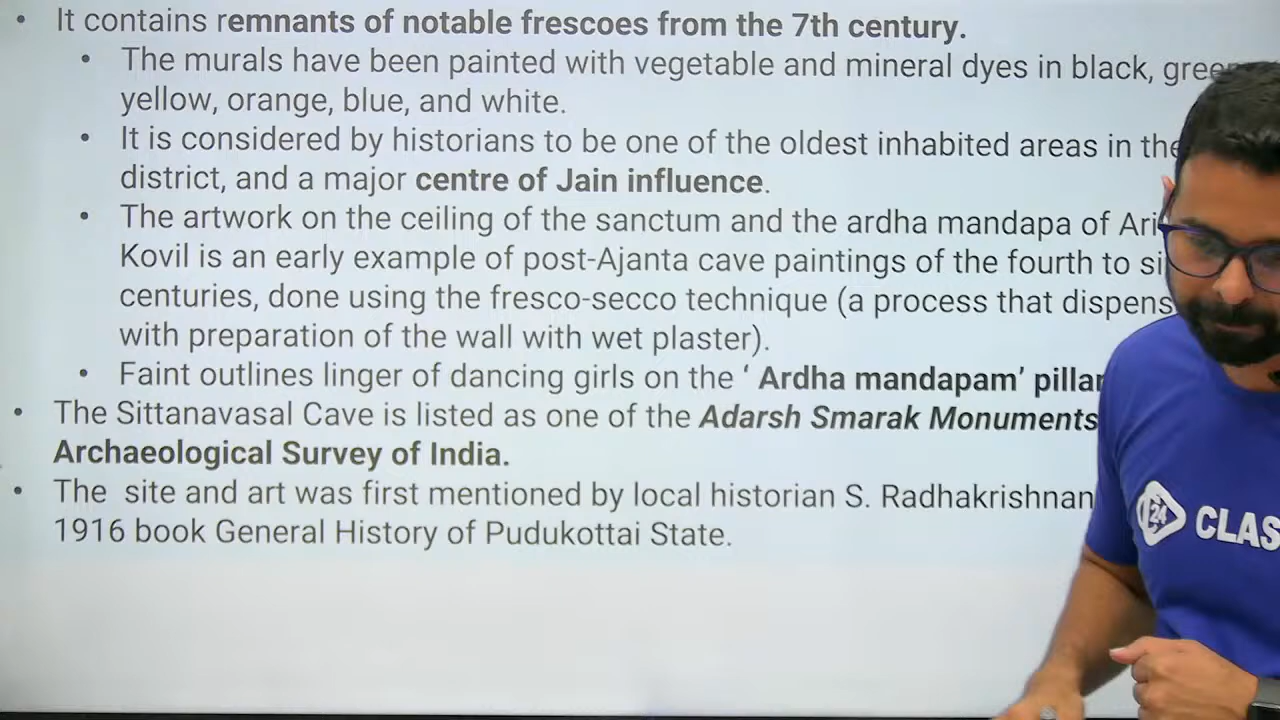 • It contains remnants of notable frescoes from the 7th century.
• The murals have been painted with vegetable and mineral dyes in black, green
yellow, orange, blue, and white.
• It is considered by historians to be one of the oldest inhabited areas in the
district, and a major centre of Jain influence.
• The artwork on the ceiling of the sanctum and the ardha mandapa of Ari
Kovil is an early example of post-Ajanta cave paintings of the fourth to si
centuries, done using the fresco-secco technique (a process that dispens
with preparation of the wall with wet plaster).
• Faint outlines linger of dancing girls on the ‘ Ardha mandapam’ pillar
• The Sittanavasal Cave is listed as one of the Adarsh Smarak Monuments
Archaeological Survey of India.
• The site and art was first mentioned by local historian S. Radhakrishnan
1916 book General History of Pudukottai State.
24 CLAS